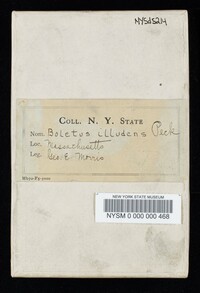 NYSd5214
COLL. N. Y. STATE
Nom. Boletus illudens Peck
Loc. Massachusetts
Leg. Geo. E. Morris
NEW YORK STATE MUSEUM
NYSM 0 000 000 468